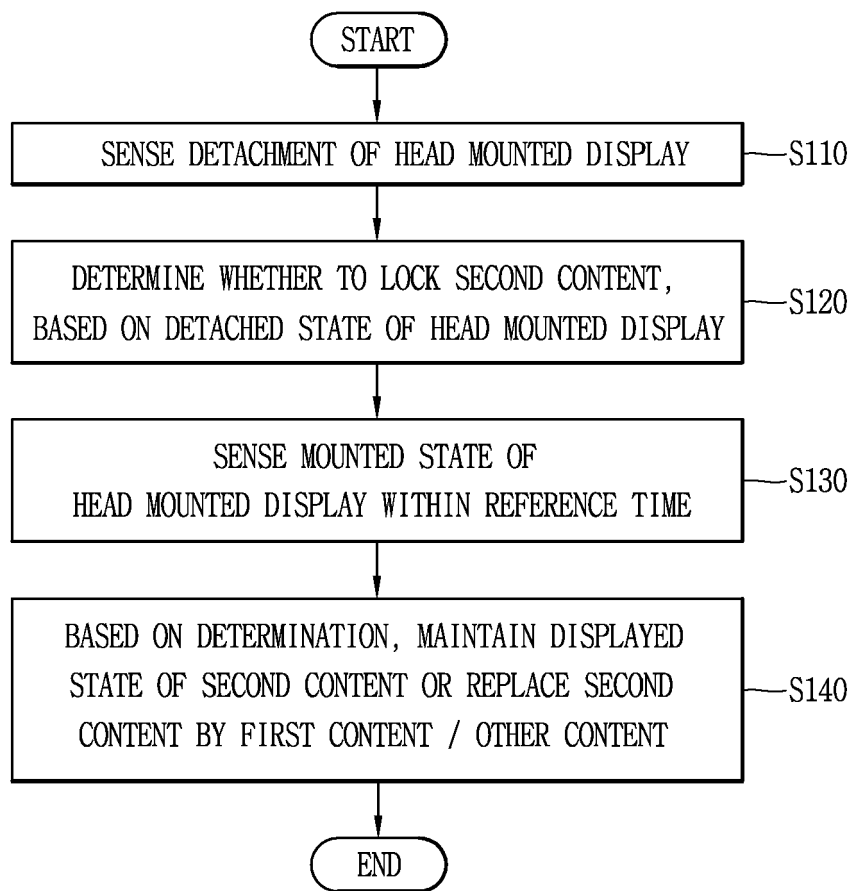 START
SENSE DETACHMENT OF HEAD MOUNTED DISPLAY
S110
DETERMINE WHETHER TO LOCK SECOND CONTENT,
BASED ON DETACHED STATE OF HEAD MOUNTED DISPLAY
S120
SENSE MOUNTED STATE OF
HEAD MOUNTED DISPLAY WITHIN REFERENCE TIME
S130
BASED ON DETERMINATION, MAINTAIN DISPLAYED
STATE OF SECOND CONTENT OR REPLACE SECOND
CONTENT BY FIRST CONTENT / OTHER CONTENT
S140
END